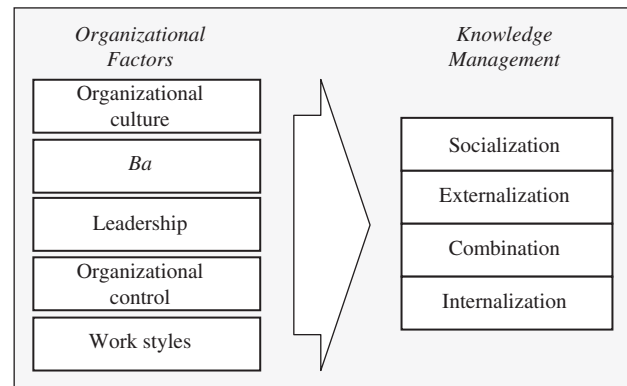 Organizational
Factors
Organizational
culture
Ba
Leadership
Organizational
control
Work styles
Knowledge
Management
Socialization
Externalization
Combination
Internalization